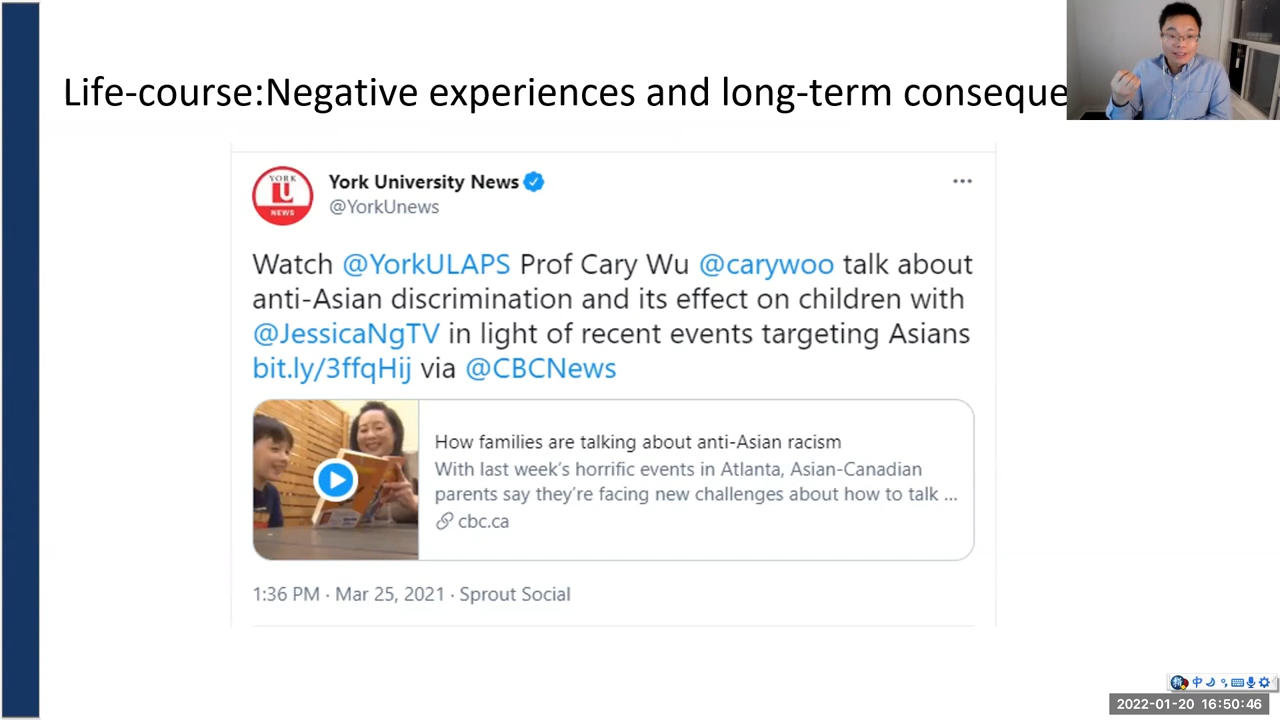 Life-course:Negative experiences and long-term conseque
YORK
U
NEWS
York University News
@YorkUnews
Watch @YorkULAPS Prof Cary Wu @carywoo talk about
anti-Asian discrimination and its effect on children with
@JessicaNgTV in light of recent events targeting Asians
bit.ly/3ffqHij via @CBCNews
How families are talking about anti-Asian racism
With last week's horrific events in Atlanta, Asian-Canadian
parents say they're facing new challenges about how to talk ...
cbc.ca
1:36 PM · Mar 25, 2021 · Sprout Social
中
2022-01-20 16:50:46